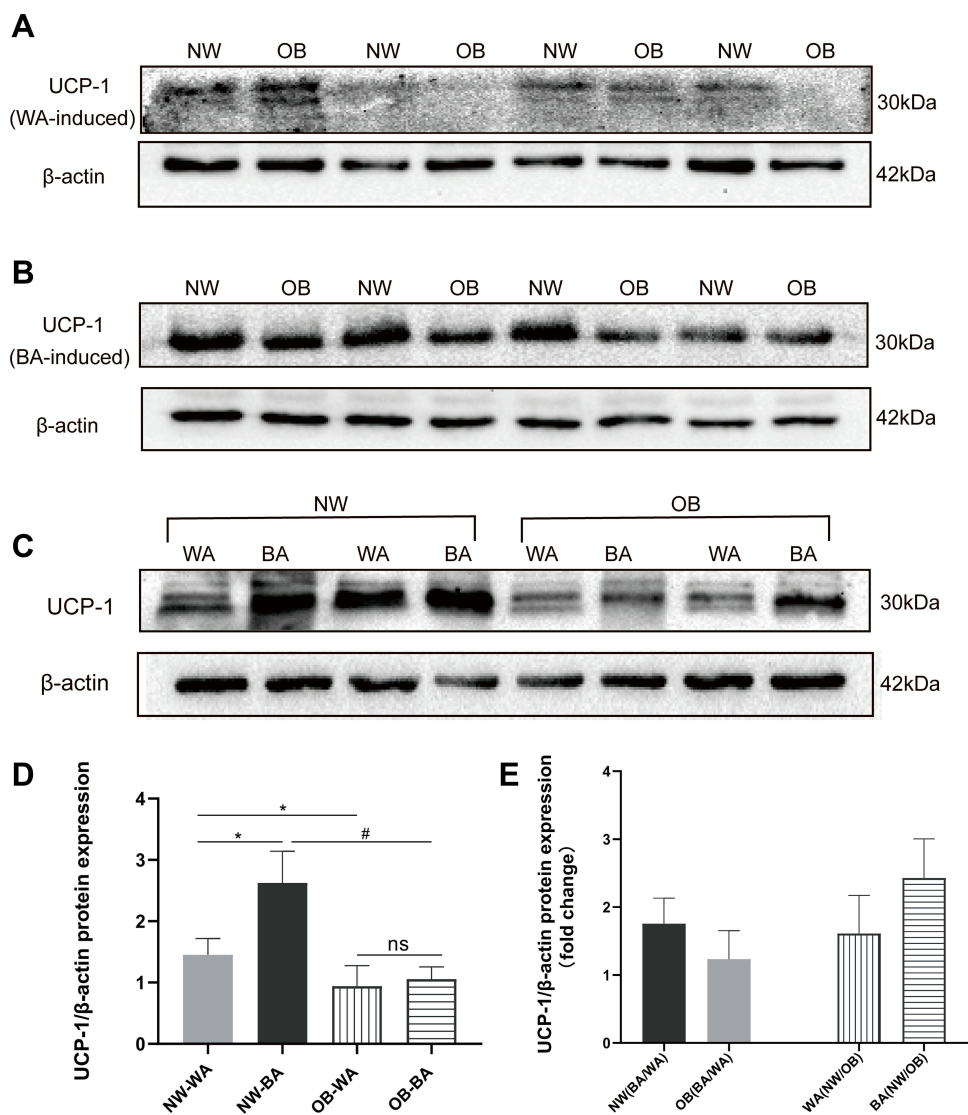 A
NW OB NW OB NW OB NW OB
UCP-1
(WA-induced)
30kDa
β-actin
42kDa
B
NW OB NW OB NW OB NW OB
UCP-1
(BA-induced)
30kDa
β-actin
42kDa
C
NW OB
WA BA WA BA WA BA WA BA
UCP-1
30kDa
β-actin
42kDa
D
UCP-1/β-actin protein expression
4
3
2
1
0
*
*
#
ns
NW-WA
NW-BA
OB-WA
OB-BA
E
UCP-1/β-actin protein expression
(fold change)
4
3
2
1
0
NW(BA/WA)
OB(BA/WA)
WA(NW/OB)
BA(NW/OB)